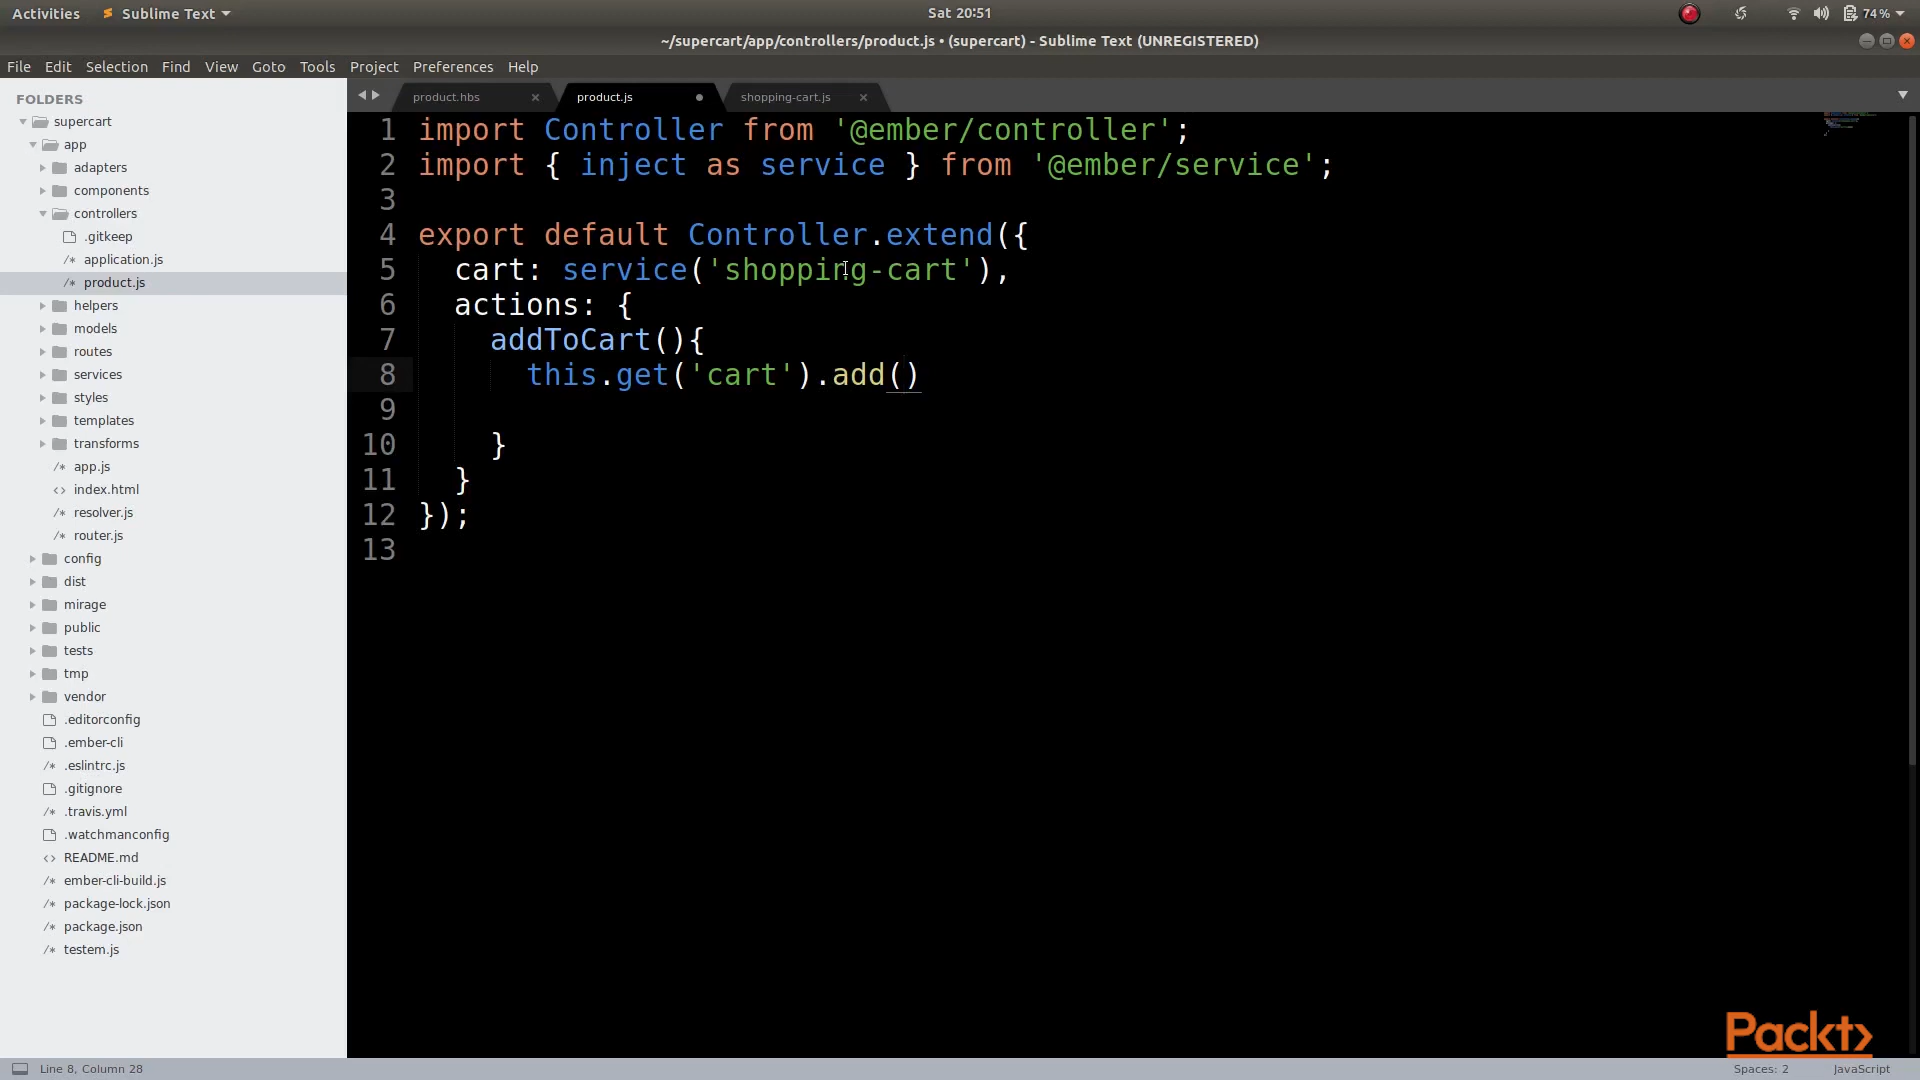 Activities Sublime Text Sat 20:51 74%
~/supercart/app/controllers/product.js • (supercart) - Sublime Text (UNREGISTERED)
File Edit Selection Find View Goto Tools Project Preferences Help
FOLDERS
supercart
app
adapters
components
controllers
.gitkeep
application.js
product.js
helpers
models
routes
services
styles
templates
transforms
app.js
index.html
resolver.js
router.js
config
dist
mirage
public
tests
tmp
vendor
.editorconfig
.ember-cli
.eslintrc.js
.gitignore
.travis.yml
.watchmanconfig
README.md
ember-cli-build.js
package-lock.json
package.json
testem.js
product.hbs product.js shopping-cart.js
1 import Controller from '@ember/controller';
2 import { inject as service } from '@ember/service';
3
4 export default Controller.extend({
5 cart: service('shopping-cart'),
6 actions: {
7 addToCart(){
8 this.get('cart').add()
9
10 }
11 }
12 });
13
Packt>
Line 8, Column 28 Spaces: 2 JavaScript